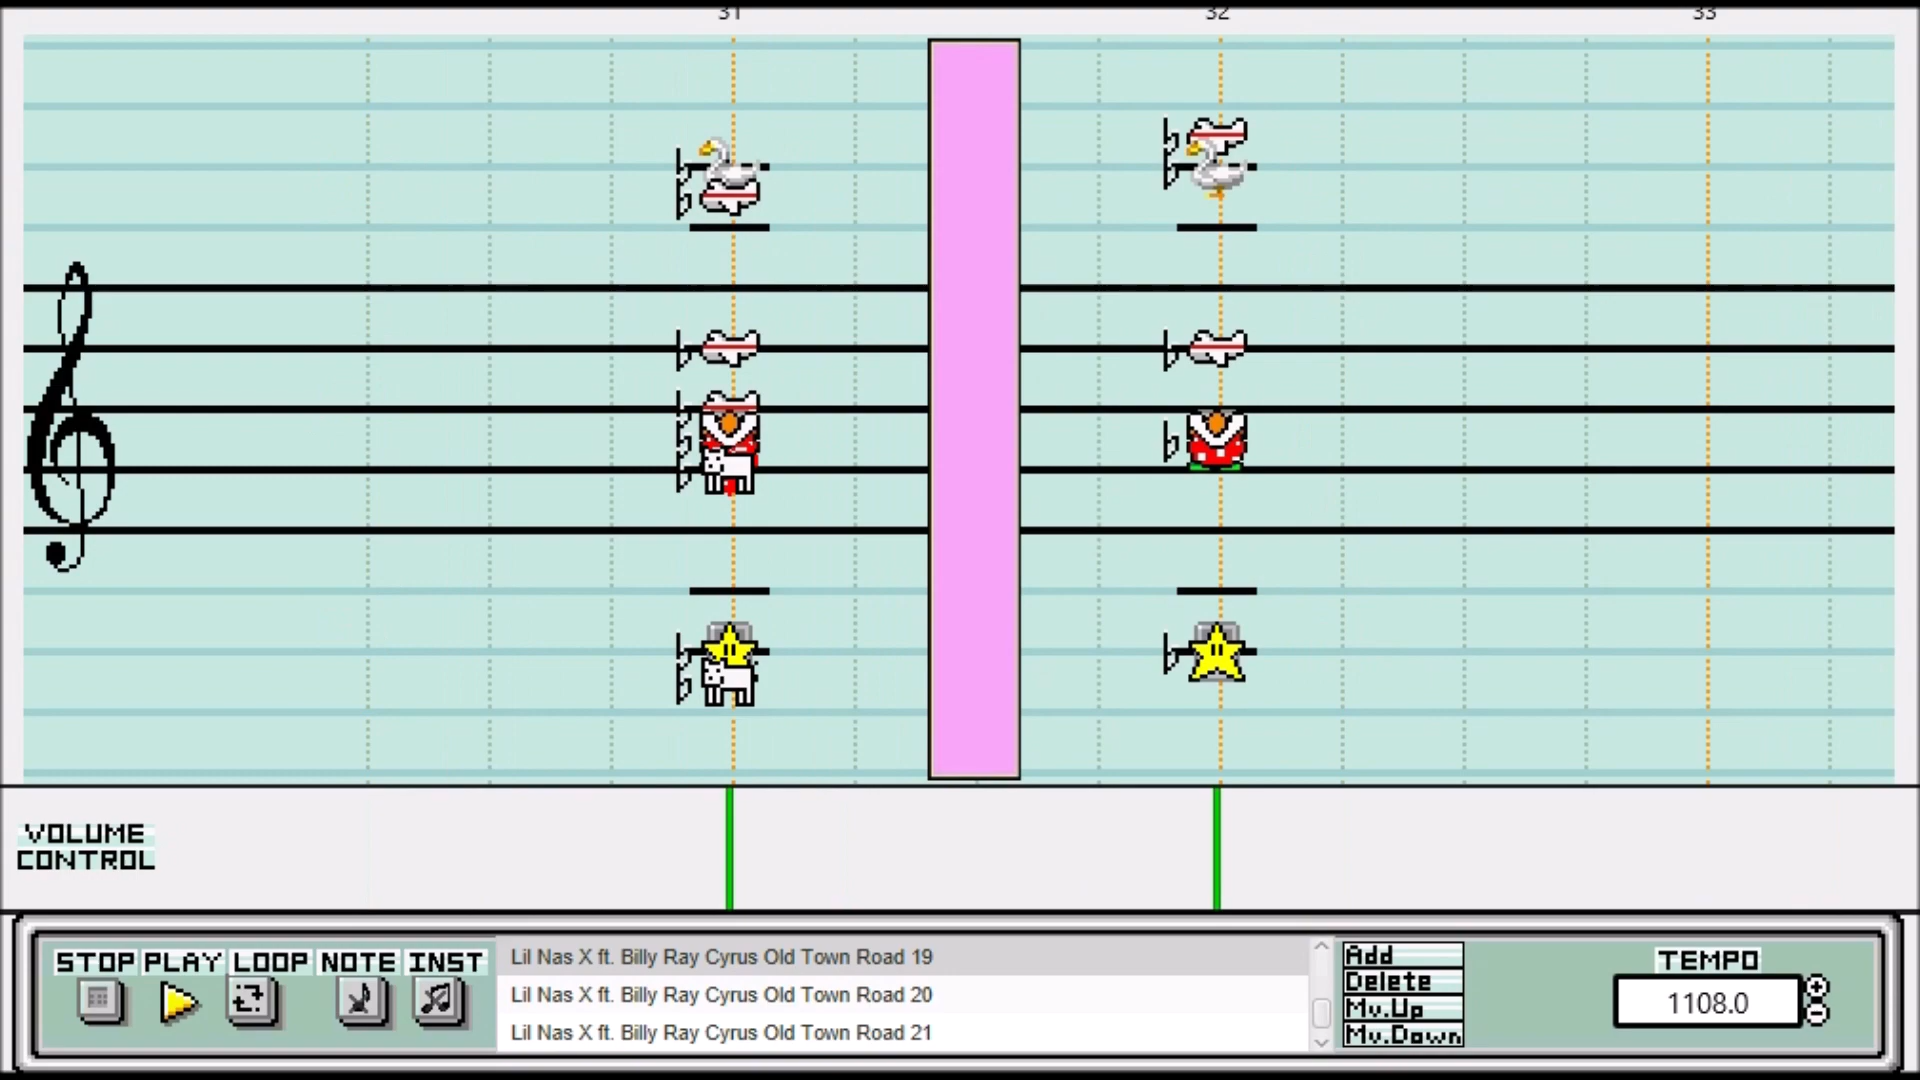 31 32 33
VOLUME
CONTROL
STOP PLAY LOOP NOTE INST
Lil Nas X ft. Billy Ray Cyrus Old Town Road 19
Lil Nas X ft. Billy Ray Cyrus Old Town Road 20
Lil Nas X ft. Billy Ray Cyrus Old Town Road 21
Add
Delete
Mv.Up
Mv.Down
TEMPO
1108.0